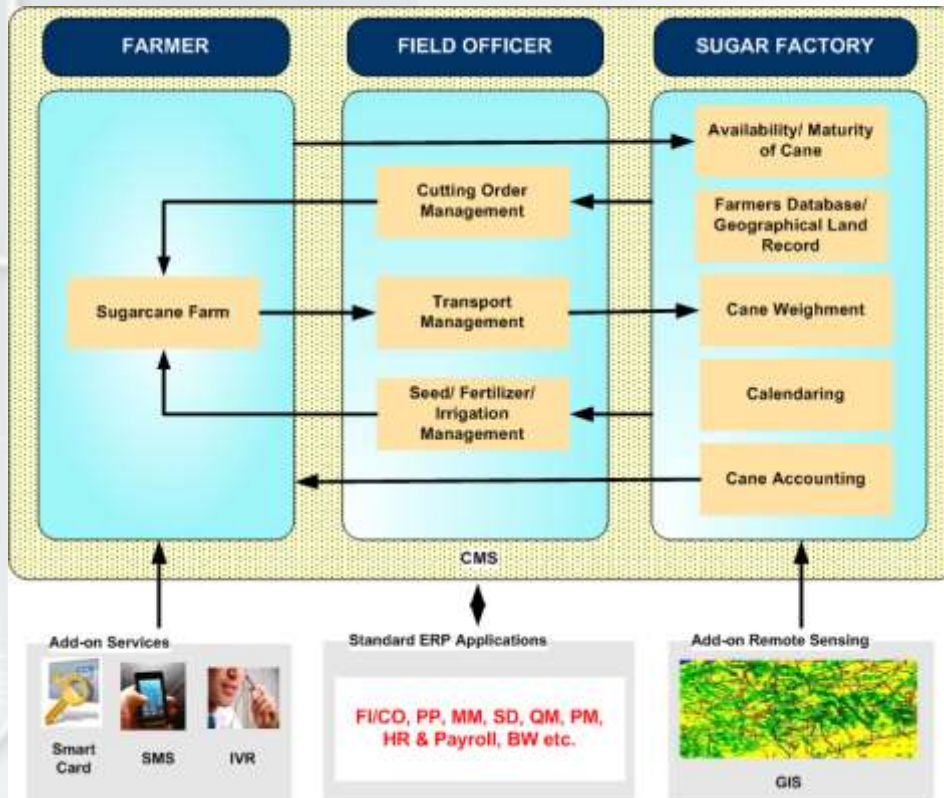 FARMER
FIELD OFFICER
SUGAR FACTORY
Availability/ Maturity
of Cane
Cutting Order
Management
Farmers Database/
Geographical Land
Record
Sugarcane Farm
Transport
Management
Cane Weighment
Seed/ Fertilizer/
Irrigation
Management
Calendaring
Cane Accounting
CMS
Add-on Services
Smart
Card
SMS
IVR
Standard ERP Applications
FI/CO, PP, MM, SD, QM, PM,
HR & Payroll, BW etc.
Add-on Remote Sensing
GIS